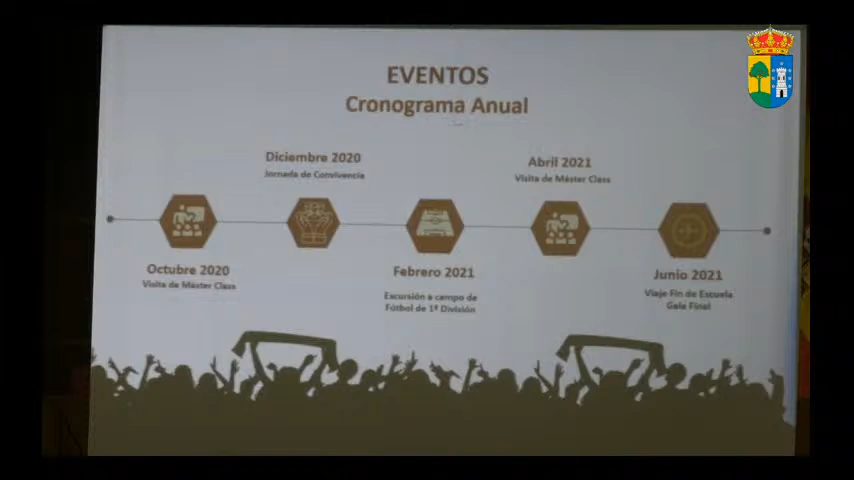 EVENTOS
Cronograma Anual
Diciembre 2020
Jornada de Convivencia
Abril 2021
Visita de Máster Class
Octubre 2020
Visita de Máster Class
Febrero 2021
Excursión a campo de
Fútbol de 1ª División
Junio 2021
Viaje Fin de Escuela
Gala Final